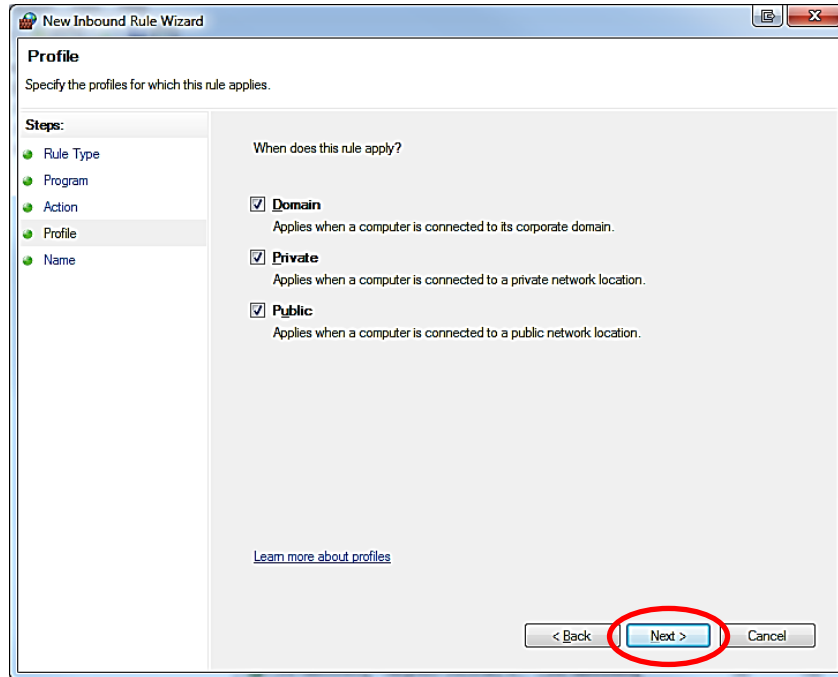 New Inbound Rule Wizard
Profile
Specify the profiles for which this rule applies.
Steps:
Rule Type
Program
Action
Profile
Name
When does this rule apply?
Domain
Applies when a computer is connected to its corporate domain.
Private
Applies when a computer is connected to a private network location.
Public
Applies when a computer is connected to a public network location.
Learn more about profiles
< Back
Next >
Cancel